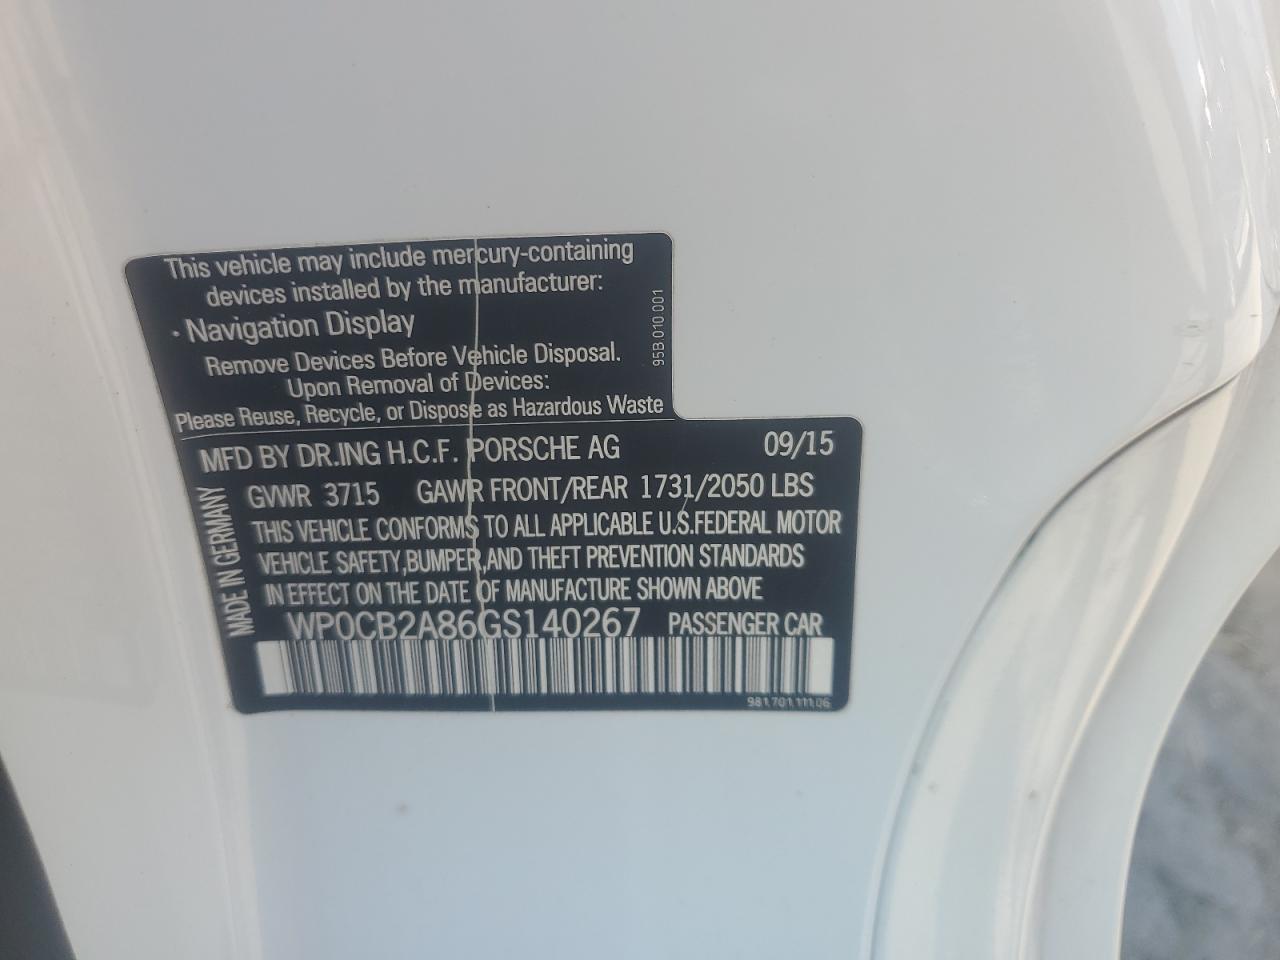 This vehicle may include mercury-containing
devices installed by the manufacturer:
· Navigation Display
Remove Devices Before Vehicle Disposal.
Upon Removal of Devices:
Please Reuse, Recycle, or Dispose as Hazardous Waste
95B.010.001
MFD BY DR.ING H.C.F. PORSCHE AG 09/15
GVWR 3715 GAWR FRONT/REAR 1731/2050 LBS
THIS VEHICLE CONFORMS TO ALL APPLICABLE U.S.FEDERAL MOTOR
VEHICLE SAFETY,BUMPER,AND THEFT PREVENTION STANDARDS
IN EFFECT ON THE DATE OF MANUFACTURE SHOWN ABOVE
WP0CB2A86GS140267 PASSENGER CAR
MADE IN GERMANY
981.701.111.06